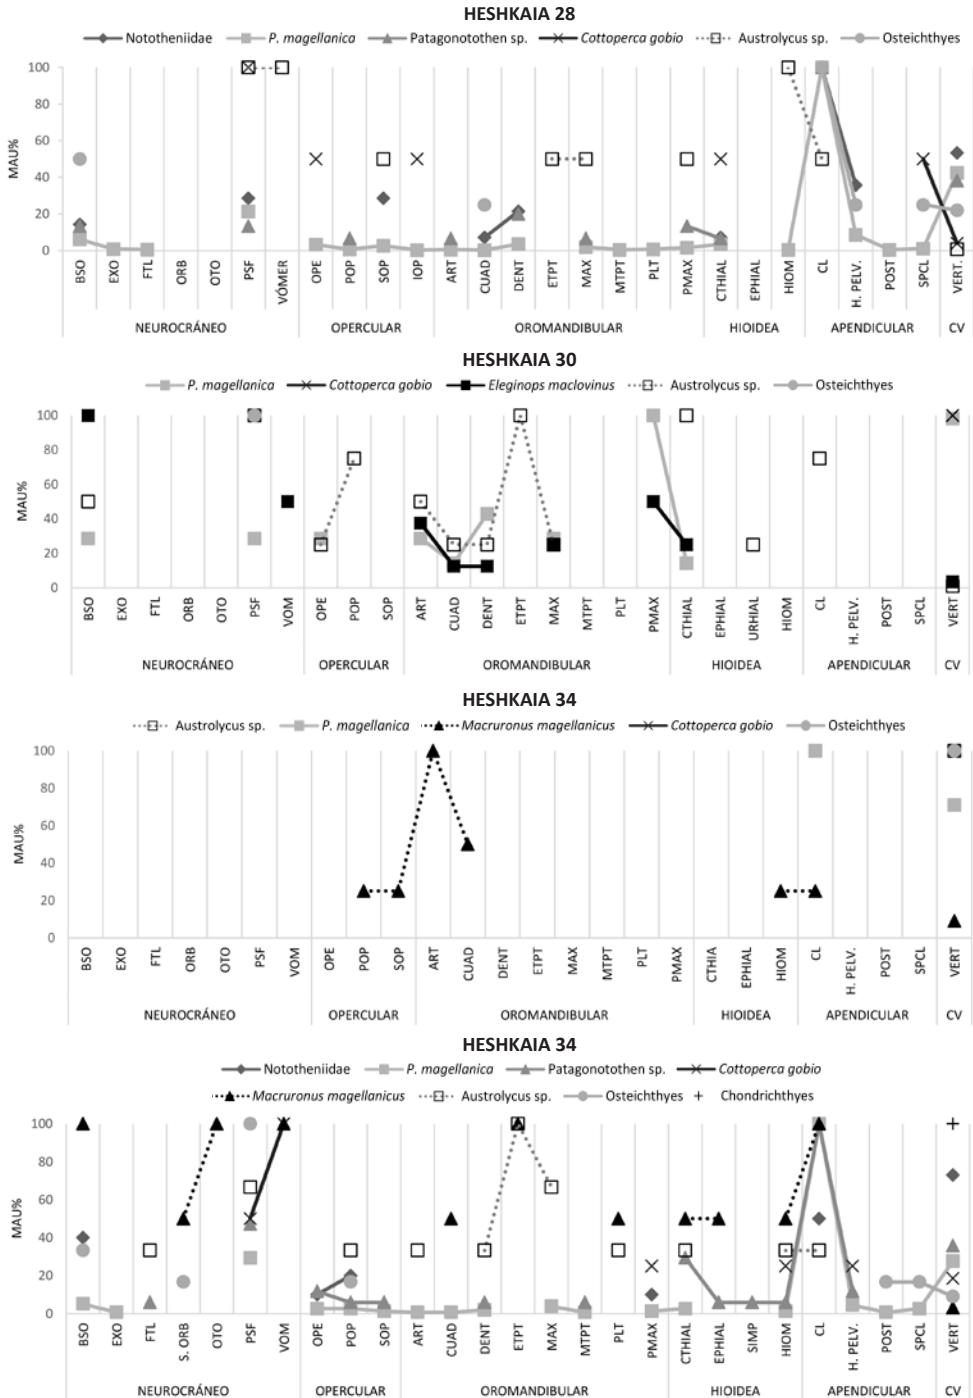 HESHKAIA 28
Nototheniidae P. magellanica Patagonotothen sp. Cottoperca gobio Austrolycus sp. Osteichthyes
100
80
60
40
20
0
MAU%
BSO EXO FTL ORB OTO PSF VÓMER OPE POP SOP IOP ART CUAD DENT ETPT MAX MTPT PLT PMAX CTHIAL EPHIAL HIOM CL H. PELV. POST SPCL VERT.
NEUROCRÁNEO OPERCULAR OROMANDIBULAR HIOIDEA APENDICULAR CV
HESHKAIA 30
P. magellanica Cottoperca gobio Eleginops maclovinus Austrolycus sp. Osteichthyes
100
80
60
40
20
0
MAU%
BSO EXO FTL ORB OTO PSF VOM OPE POP SOP ART CUAD DENT ETPT MAX MTPT PLT PMAX CTHIAL EPHIAL URHIAL HIOM CL H. PELV. POST SPCL VERT
NEUROCRÁNEO OPERCULAR OROMANDIBULAR HIOIDEA APENDICULAR CV
HESHKAIA 34
Austrolycus sp. P. magellanica Macruronus magellanicus Cottoperca gobio Osteichthyes
100
80
60
40
20
0
MAU%
BSO EXO FTL ORB OTO PSF VOM OPE POP SOP ART CUAD DENT ETPT MAX MTPT PLT PMAX CTHIA EPHIAL HIOM CL H. PELV. POST SPCL VERT
NEUROCRÁNEO OPERCULAR OROMANDIBULAR HIOIDEA APENDICULAR CV
HESHKAIA 34
Nototheniidae P. magellanica Patagonotothen sp. Cottoperca gobio
Macruronus magellanicus Austrolycus sp. Osteichthyes Chondrichthyes
100
80
60
40
20
0
MAU%
BSO EXO FTL S. ORB OTO PSF VOM OPE POP SOP ART CUAD DENT ETPT MAX MTPT PLT PMAX CTHIAL EPHIAL SIMP HIOM CL H. PELV. POST SPCL VERT
NEUROCRÁNEO OPERCULAR OROMANDIBULAR HIOIDEA APENDICULAR CV